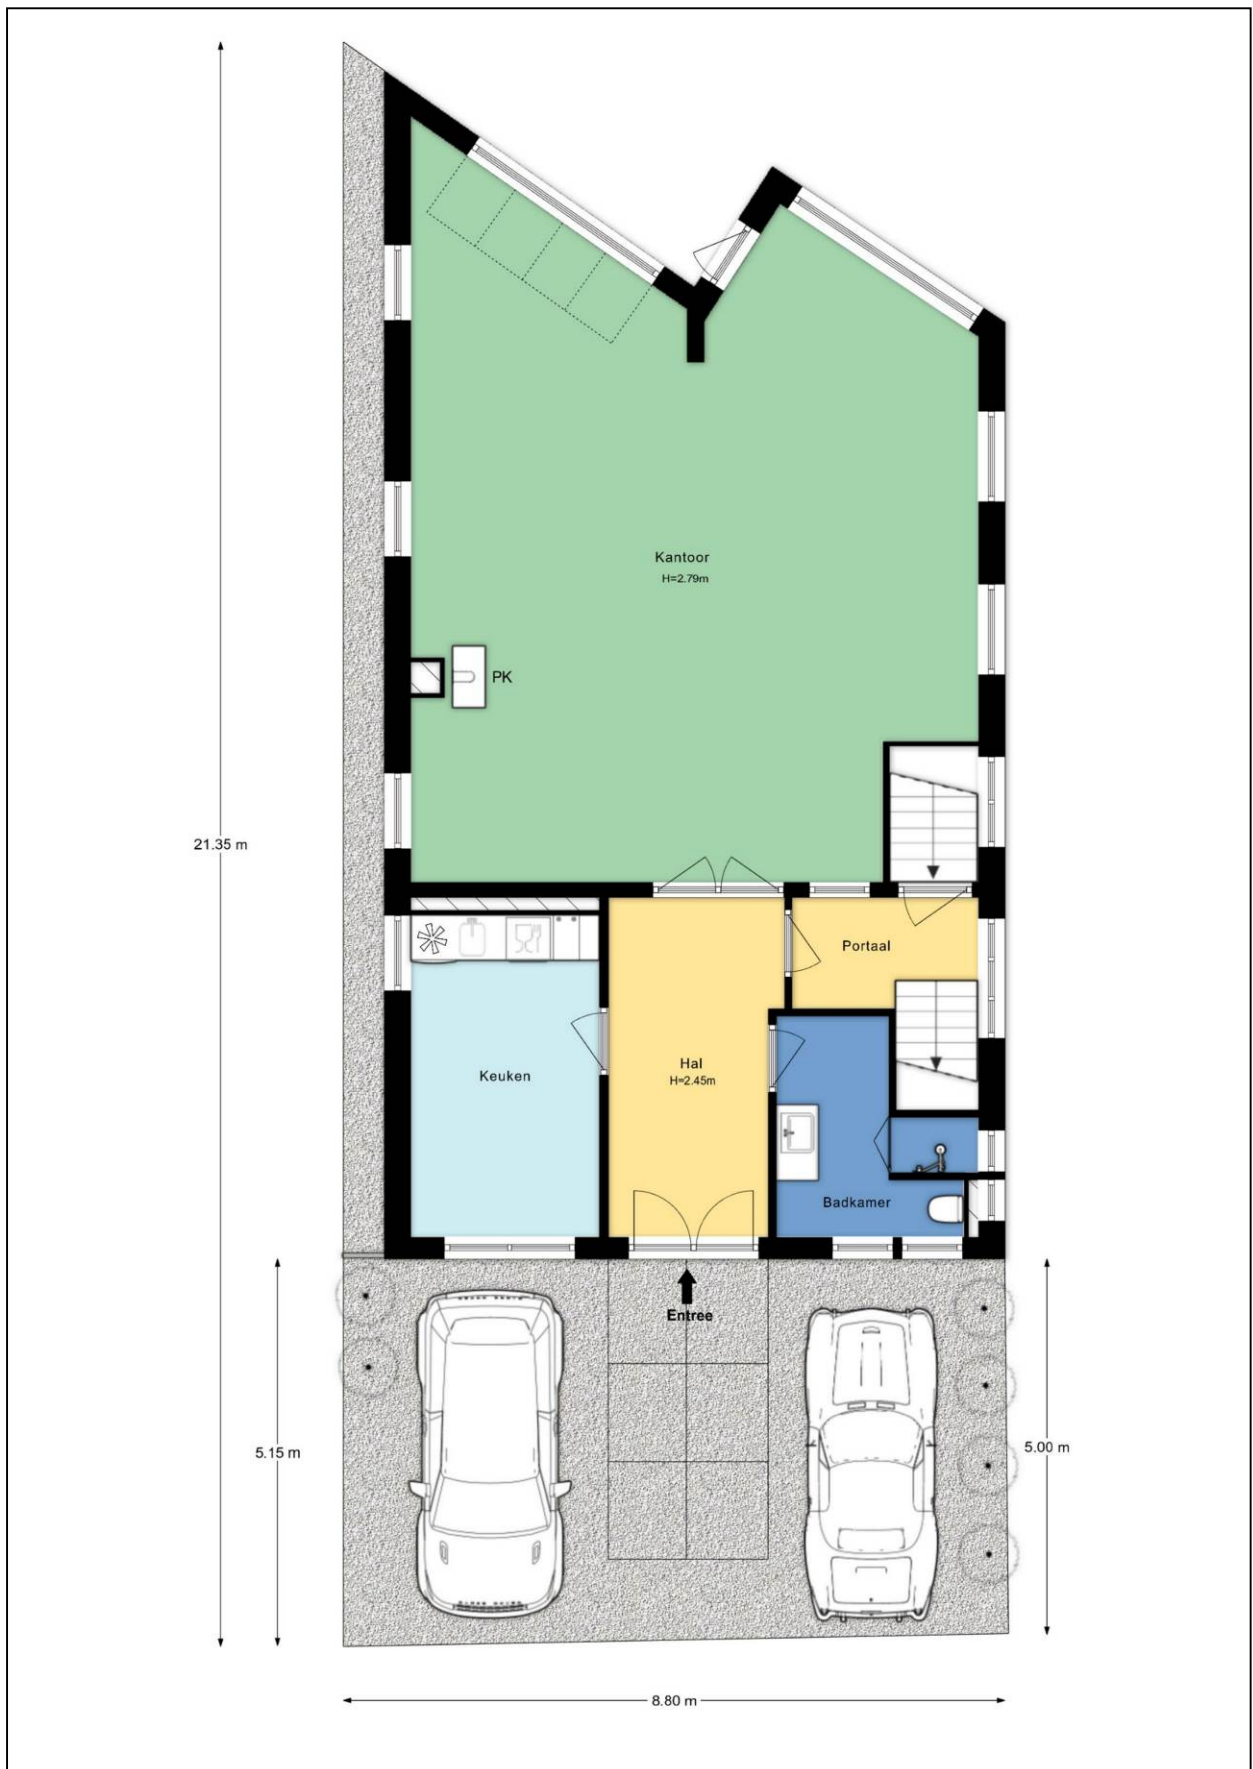 Kantoor
H=2.79m
PK
21.35 m
Portaal
Hal
H=2.45m
Keuken
Badkamer
Entree
5.15 m
5.00 m
8.80 m